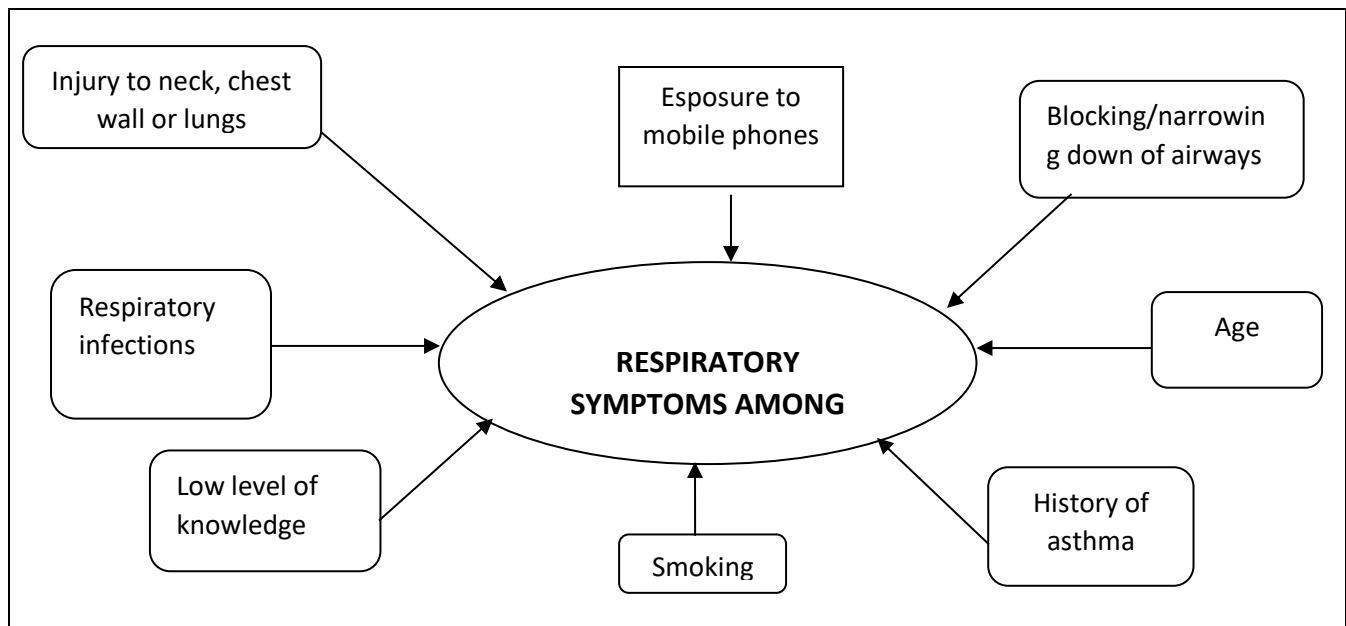 Injury to neck, chest
wall or lungs
Esposure to
mobile phones
Blocking/narrowin
g down of airways
Respiratory
infections
RESPIRATORY
SYMPTOMS AMONG
Age
Low level of
knowledge
Smoking
History of
asthma